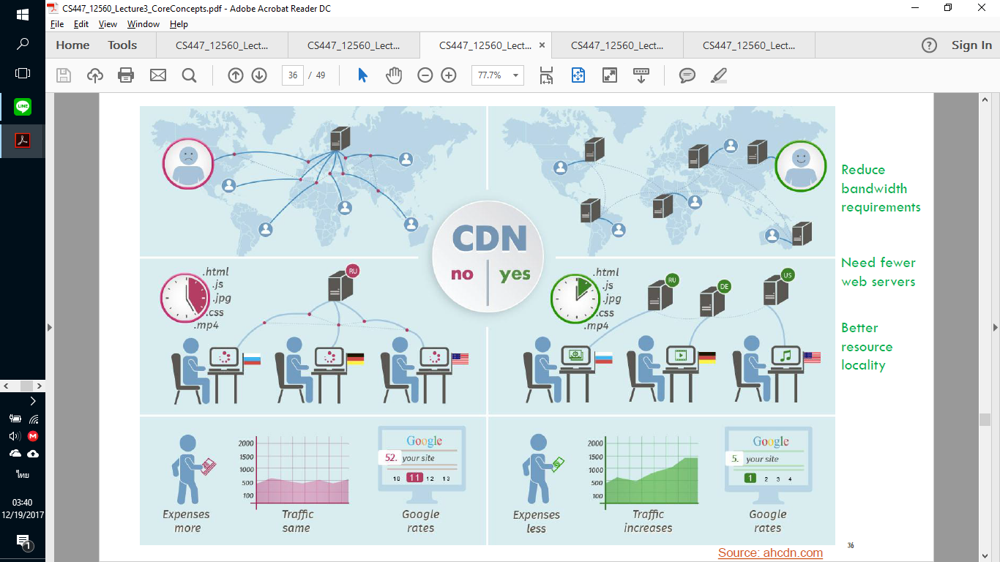 CS447_12560_Lecture3_CoreConcepts.pdf - Adobe Acrobat Reader DC
File Edit View Window Help
Home Tools CS447_12560_Lect... CS447_12560_Lect... CS447_12560_Lect... × CS447_12560_Lect... CS447_12560_Lect... ? Sign In
36 / 49 77.7%
CDN
no yes
Reduce
bandwidth
requirements
Need fewer
web servers
Better
resource
locality
.html
.js
.jpg
.css
.mp4
RU
.html
.js
.jpg
.css
.mp4
RU
DE
US
2000
1500
1000
500
100
Google
52. your site
10 11 12 13
Expenses
more
Traffic
same
Google
rates
2000
1500
1000
500
100
Google
5. your site
1 2 3 4
Expenses
less
Traffic
increases
Google
rates
36
Source: ahcdn.com
LINE
ไทย
03:40
12/19/2017
1